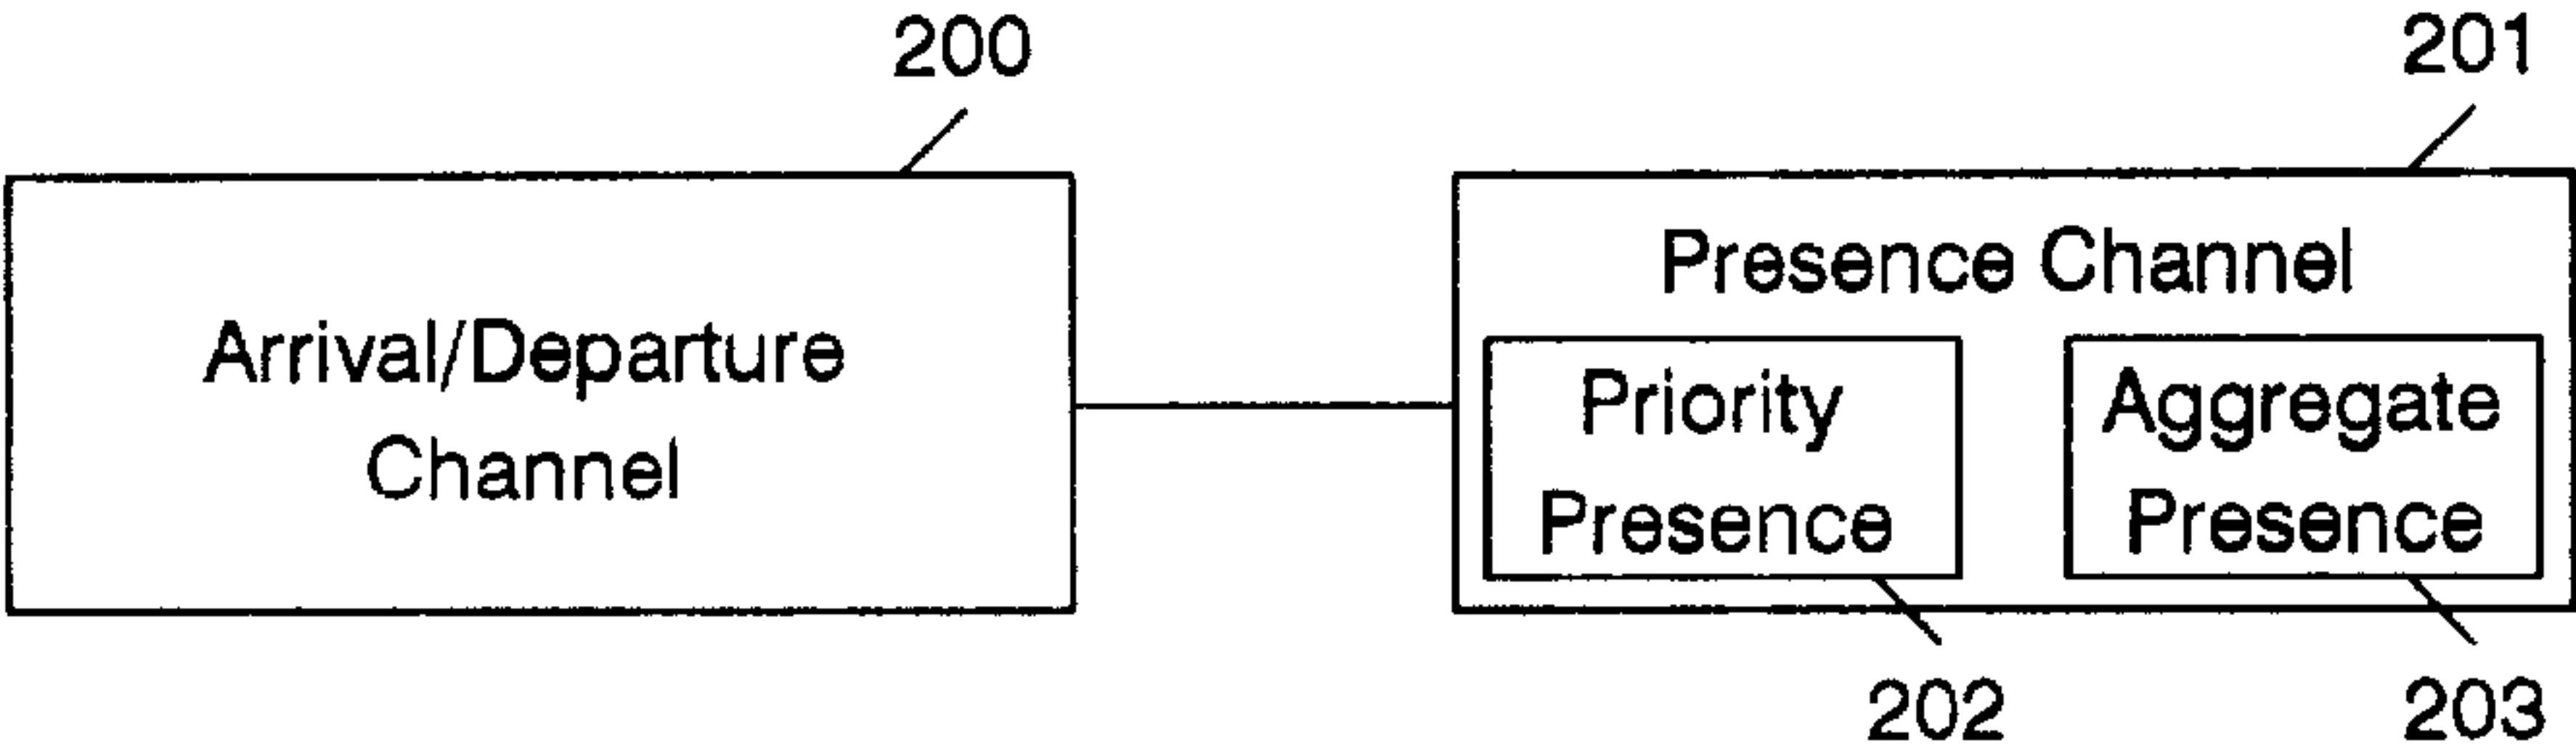 200
201
Arrival/Departure
Channel
Presence Channel
Priority
Presence
Aggregate
Presence
202
203